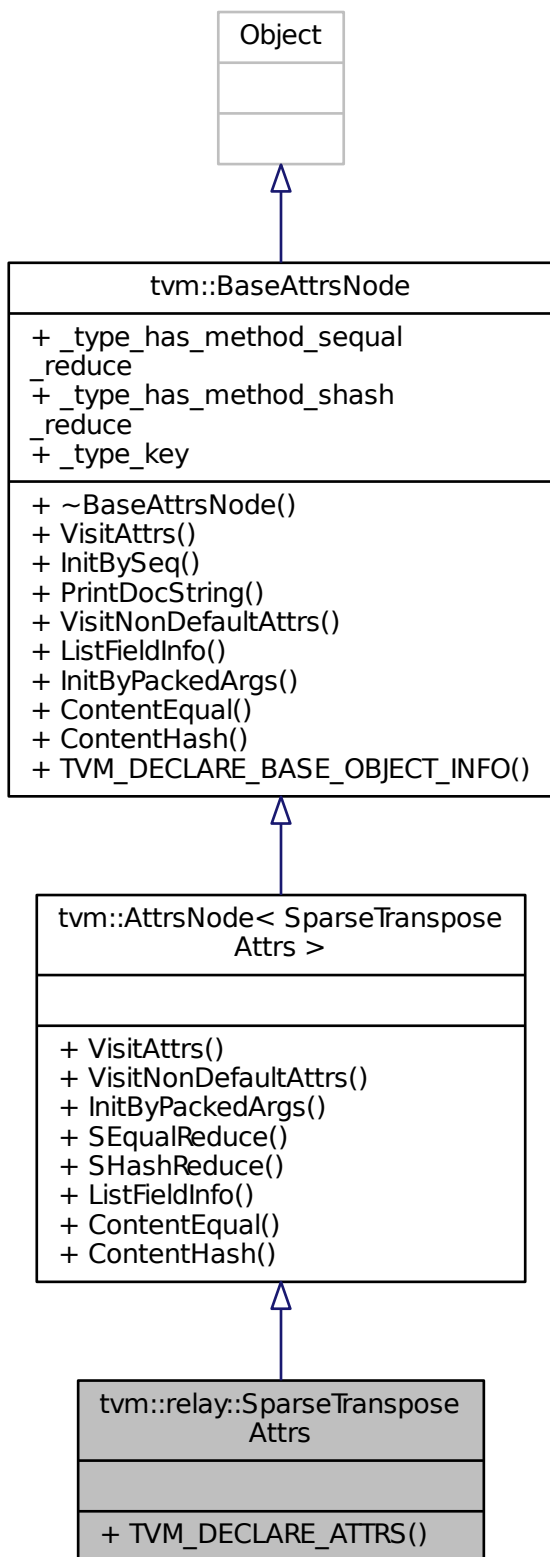 Object
tvm::BaseAttrsNode
+ _type_has_method_sequal
_reduce
+ _type_has_method_shash
_reduce
+ _type_key
+ ~BaseAttrsNode()
+ VisitAttrs()
+ InitBySeq()
+ PrintDocString()
+ VisitNonDefaultAttrs()
+ ListFieldInfo()
+ InitByPackedArgs()
+ ContentEqual()
+ ContentHash()
+ TVM_DECLARE_BASE_OBJECT_INFO()
tvm::AttrsNode< SparseTranspose
Attrs >
+ VisitAttrs()
+ VisitNonDefaultAttrs()
+ InitByPackedArgs()
+ SEqualReduce()
+ SHashReduce()
+ ListFieldInfo()
+ ContentEqual()
+ ContentHash()
tvm::relay::SparseTranspose
Attrs
+ TVM_DECLARE_ATTRS()